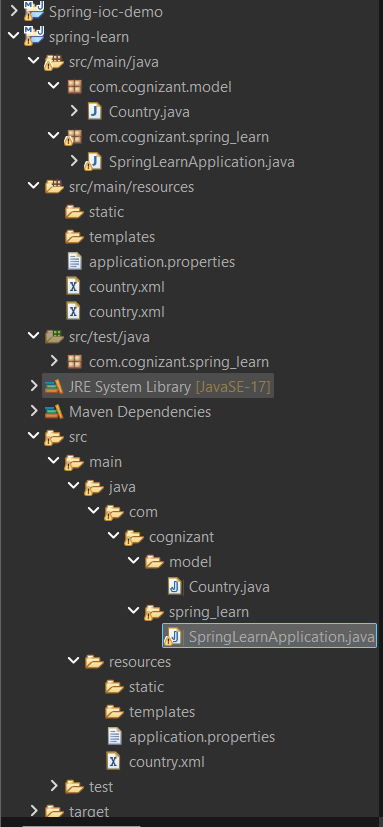 Spring-ioc-demo
spring-learn
src/main/java
com.cognizant.model
Country.java
com.cognizant.spring_learn
SpringLearnApplication.java
src/main/resources
static
templates
application.properties
country.xml
country.xml
src/test/java
com.cognizant.spring_learn
JRE System Library [JavaSE-17]
Maven Dependencies
src
main
java
com
cognizant
model
Country.java
spring_learn
SpringLearnApplication.java
resources
static
templates
application.properties
country.xml
test
target